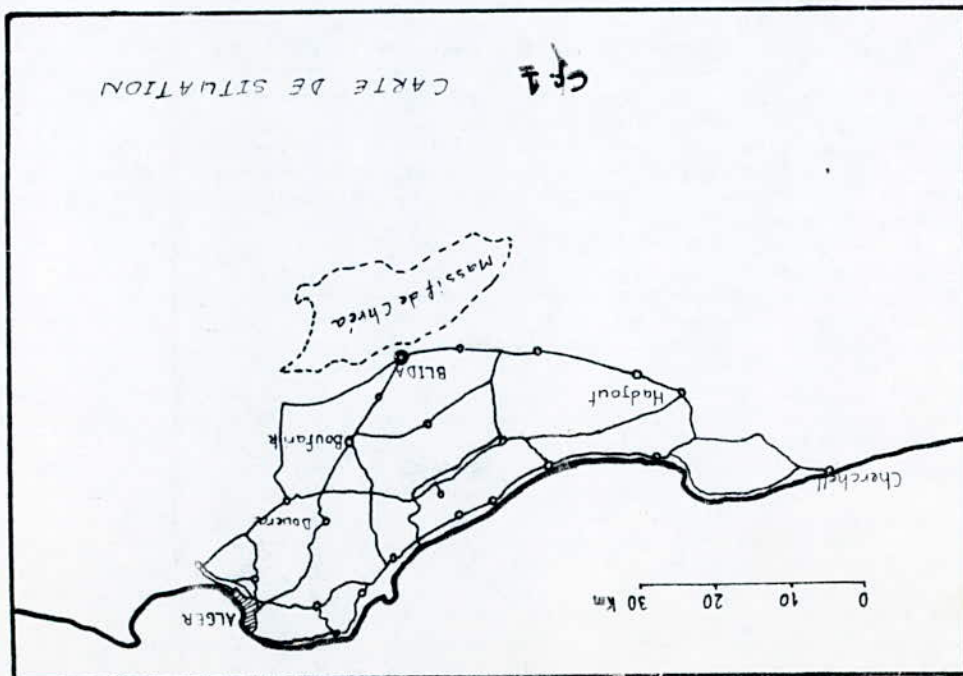 ALGER
0 10 20 30 Km
Cherchell
Douera
Boufarik
Hadjout
BLIDA
Massif de Chréa
CARTE DE SITUATION